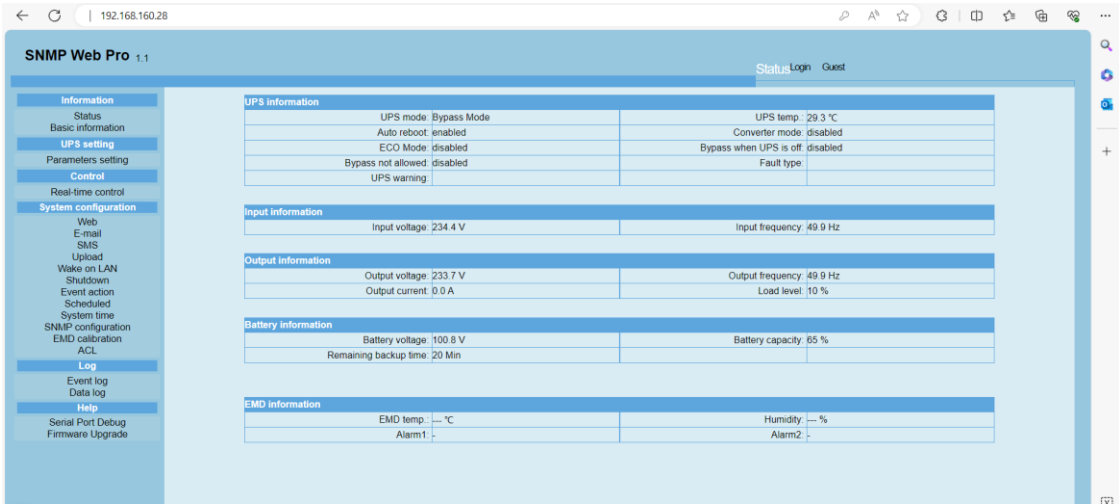 192.168.160.28
SNMP Web Pro 1.1
Status Login Guest
Information
Status
Basic information
UPS setting
Parameters setting
Control
Real-time control
System configuration
Web
E-mail
SMS
Upload
Wake on LAN
Shutdown
Event action
Scheduled
System time
SNMP configuration
EMD calibration
ACL
Log
Event log
Data log
Help
Serial Port Debug
Firmware Upgrade
UPS information
UPS mode: Bypass Mode UPS temp.: 29.3 °C
Auto reboot: enabled Converter mode: disabled
ECO Mode: disabled Bypass when UPS is off: disabled
Bypass not allowed: disabled Fault type:
UPS warning:
Input information
Input voltage: 234.4 V Input frequency: 49.9 Hz
Output information
Output voltage: 233.7 V Output frequency: 49.9 Hz
Output current: 0.0 A Load level: 10 %
Battery information
Battery voltage: 100.8 V Battery capacity: 65 %
Remaining backup time: 20 Min
EMD information
EMD temp.: --- °C Humidity: --- %
Alarm1: - Alarm2: -